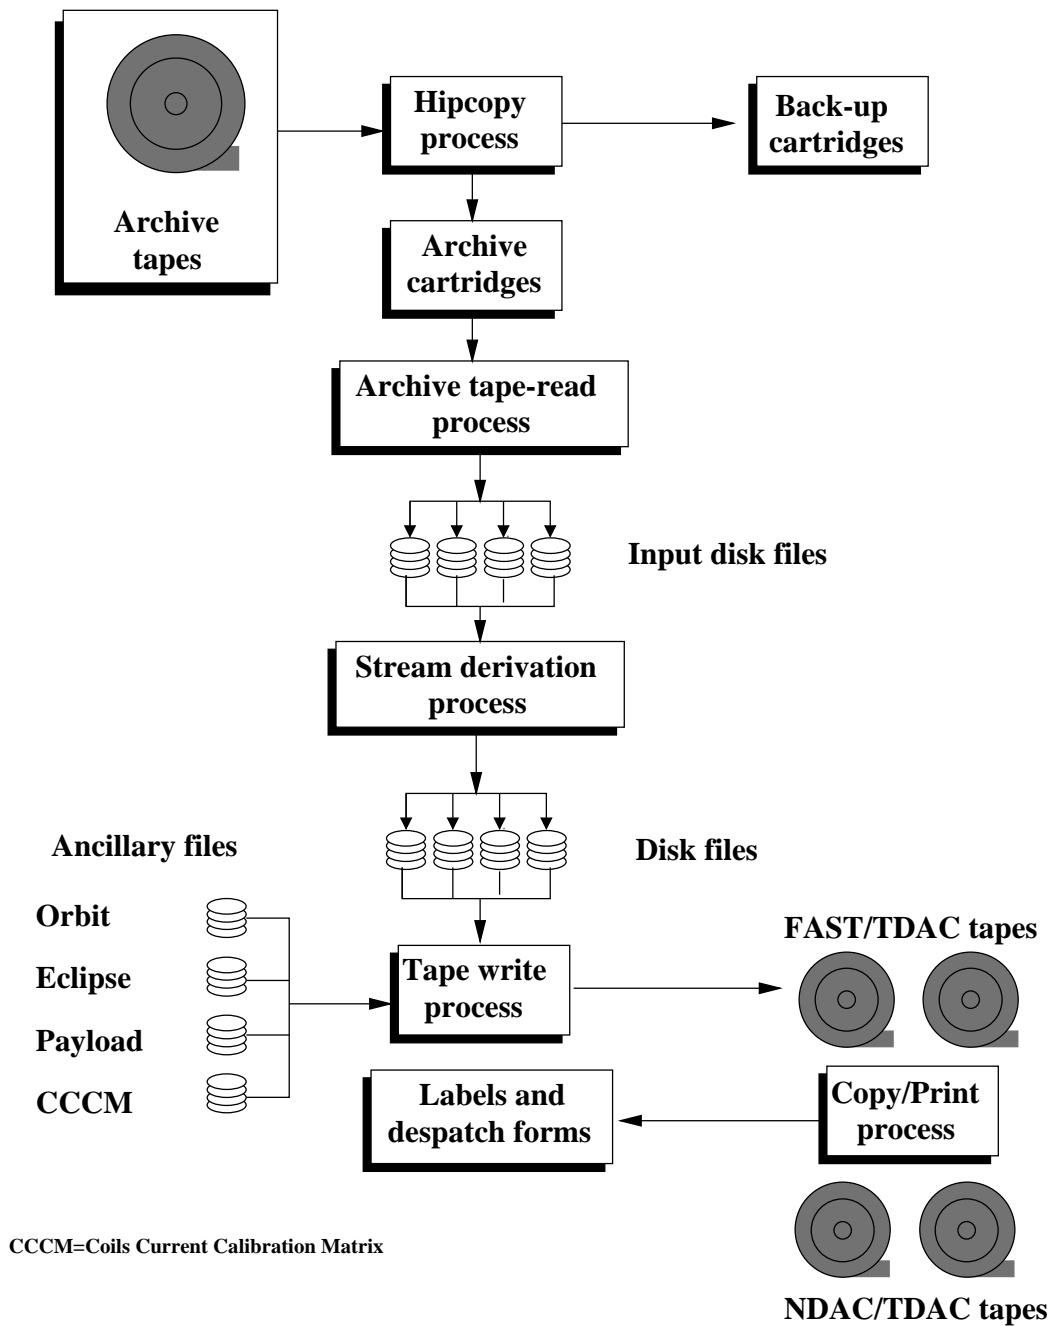 Hipcopy
process
Back-up
cartridges
Archive
tapes
Archive
cartridges
Archive tape-read
process
Input disk files
Stream derivation
process
Ancillary files
Disk files
Orbit
FAST/TDAC tapes
Eclipse
Tape write
process
Payload
CCCM
Labels and
despatch forms
Copy/Print
process
CCCM=Coils Current Calibration Matrix
NDAC/TDAC tapes